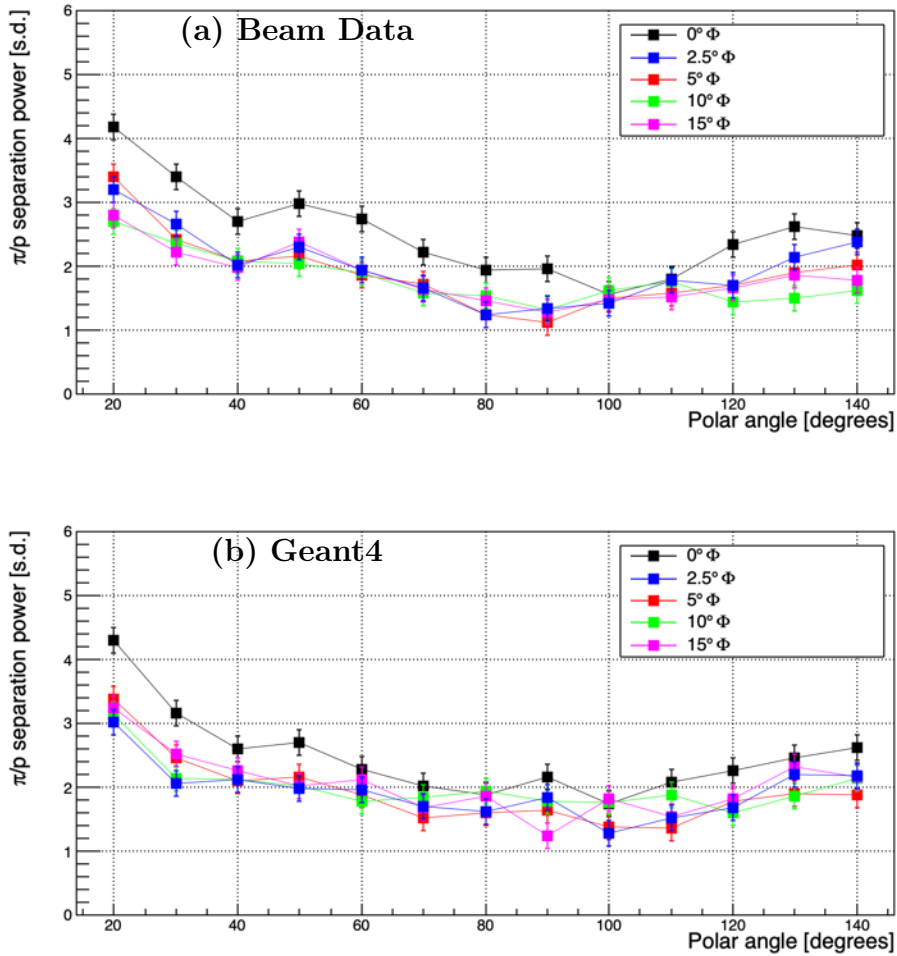 (a) Beam Data
π/p separation power [s.d.]
6
5
4
3
2
1
0
0° Φ
2.5° Φ
5° Φ
10° Φ
15° Φ
20 40 60 80 100 120 140
Polar angle [degrees]
(b) Geant4
π/p separation power [s.d.]
6
5
4
3
2
1
0
0° Φ
2.5° Φ
5° Φ
10° Φ
15° Φ
20 40 60 80 100 120 140
Polar angle [degrees]